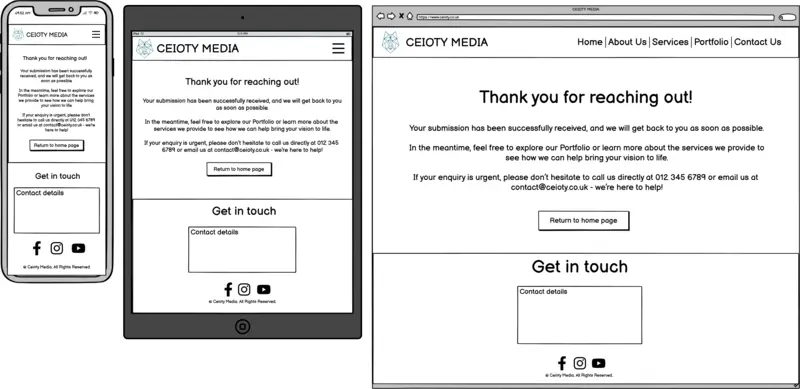 CEIOTY MEDIA
Thank you for reaching out!
Your submission has been successfully
received, and we will get back to you
as soon as possible.
In the meantime, feel free to explore our
Portfolio or learn more about the services
we provide to see how we can help bring
your vision to life.
If your enquiry is urgent, please don't
hesitate to call us directly at 012 345 6789 or
email us at contact@ceioty.co.uk - we're
here to help!
Return to home page
Get in touch
Contact details
© Ceioty Media. All Rights Reserved.
CEIOTY MEDIA
Thank you for reaching out!
Your submission has been successfully received, and we will get back to you
as soon as possible.
In the meantime, feel free to explore our Portfolio or learn more about the
services we provide to see how we can help bring your vision to life.
If your enquiry is urgent, please don't hesitate to call us directly at 012 345
6789 or email us at contact@ceioty.co.uk - we're here to help!
Return to home page
Get in touch
Contact details
© Ceioty Media. All Rights Reserved.
CEIOTY MEDIA
https://www.ceioty.co.uk
CEIOTY MEDIA
Home | About Us | Services | Portfolio | Contact Us
Thank you for reaching out!
Your submission has been successfully received, and we will get back to you as soon as possible.
In the meantime, feel free to explore our Portfolio or learn more about the services we provide to
see how we can help bring your vision to life.
If your enquiry is urgent, please don't hesitate to call us directly at 012 345 6789 or email us at
contact@ceioty.co.uk - we're here to help!
Return to home page
Get in touch
Contact details
© Ceioty Media. All Rights Reserved.